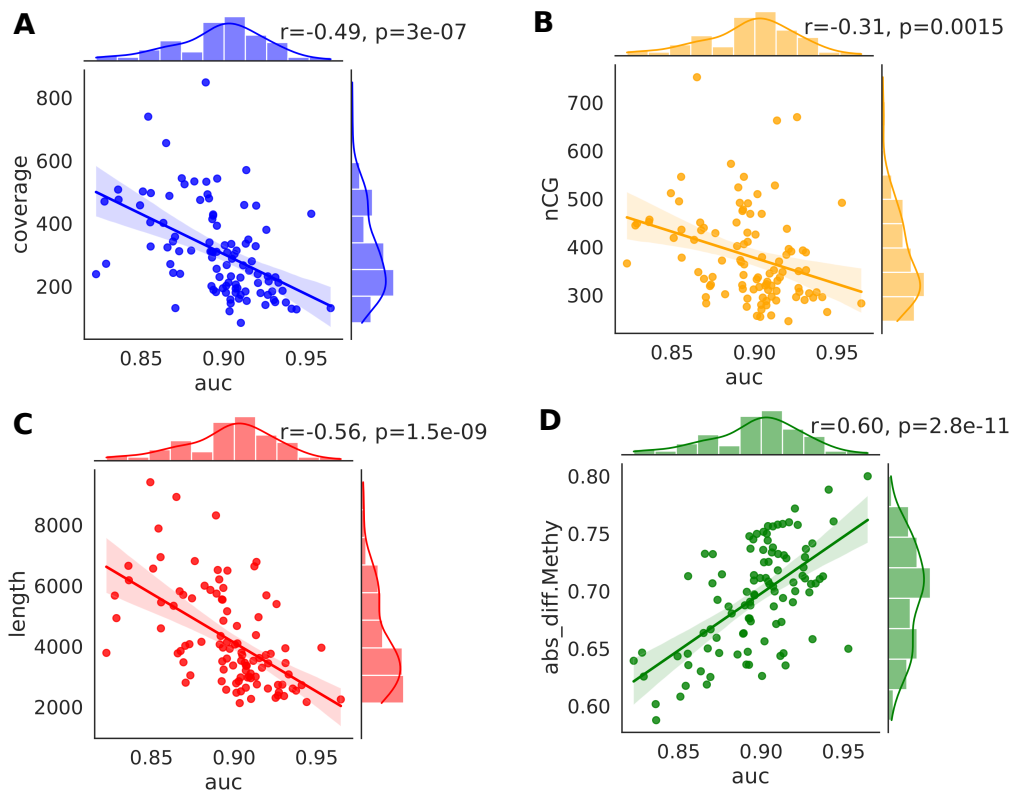 A
r=-0.49, p=3e-07
800
600
400
200
coverage
0.85 0.90 0.95
auc
B
r=-0.31, p=0.0015
700
600
500
400
300
nCG
0.85 0.90 0.95
auc
C
r=-0.56, p=1.5e-09
8000
6000
4000
2000
length
0.85 0.90 0.95
auc
D
r=0.60, p=2.8e-11
0.80
0.75
0.70
0.65
0.60
abs_diff.Methy
0.85 0.90 0.95
auc